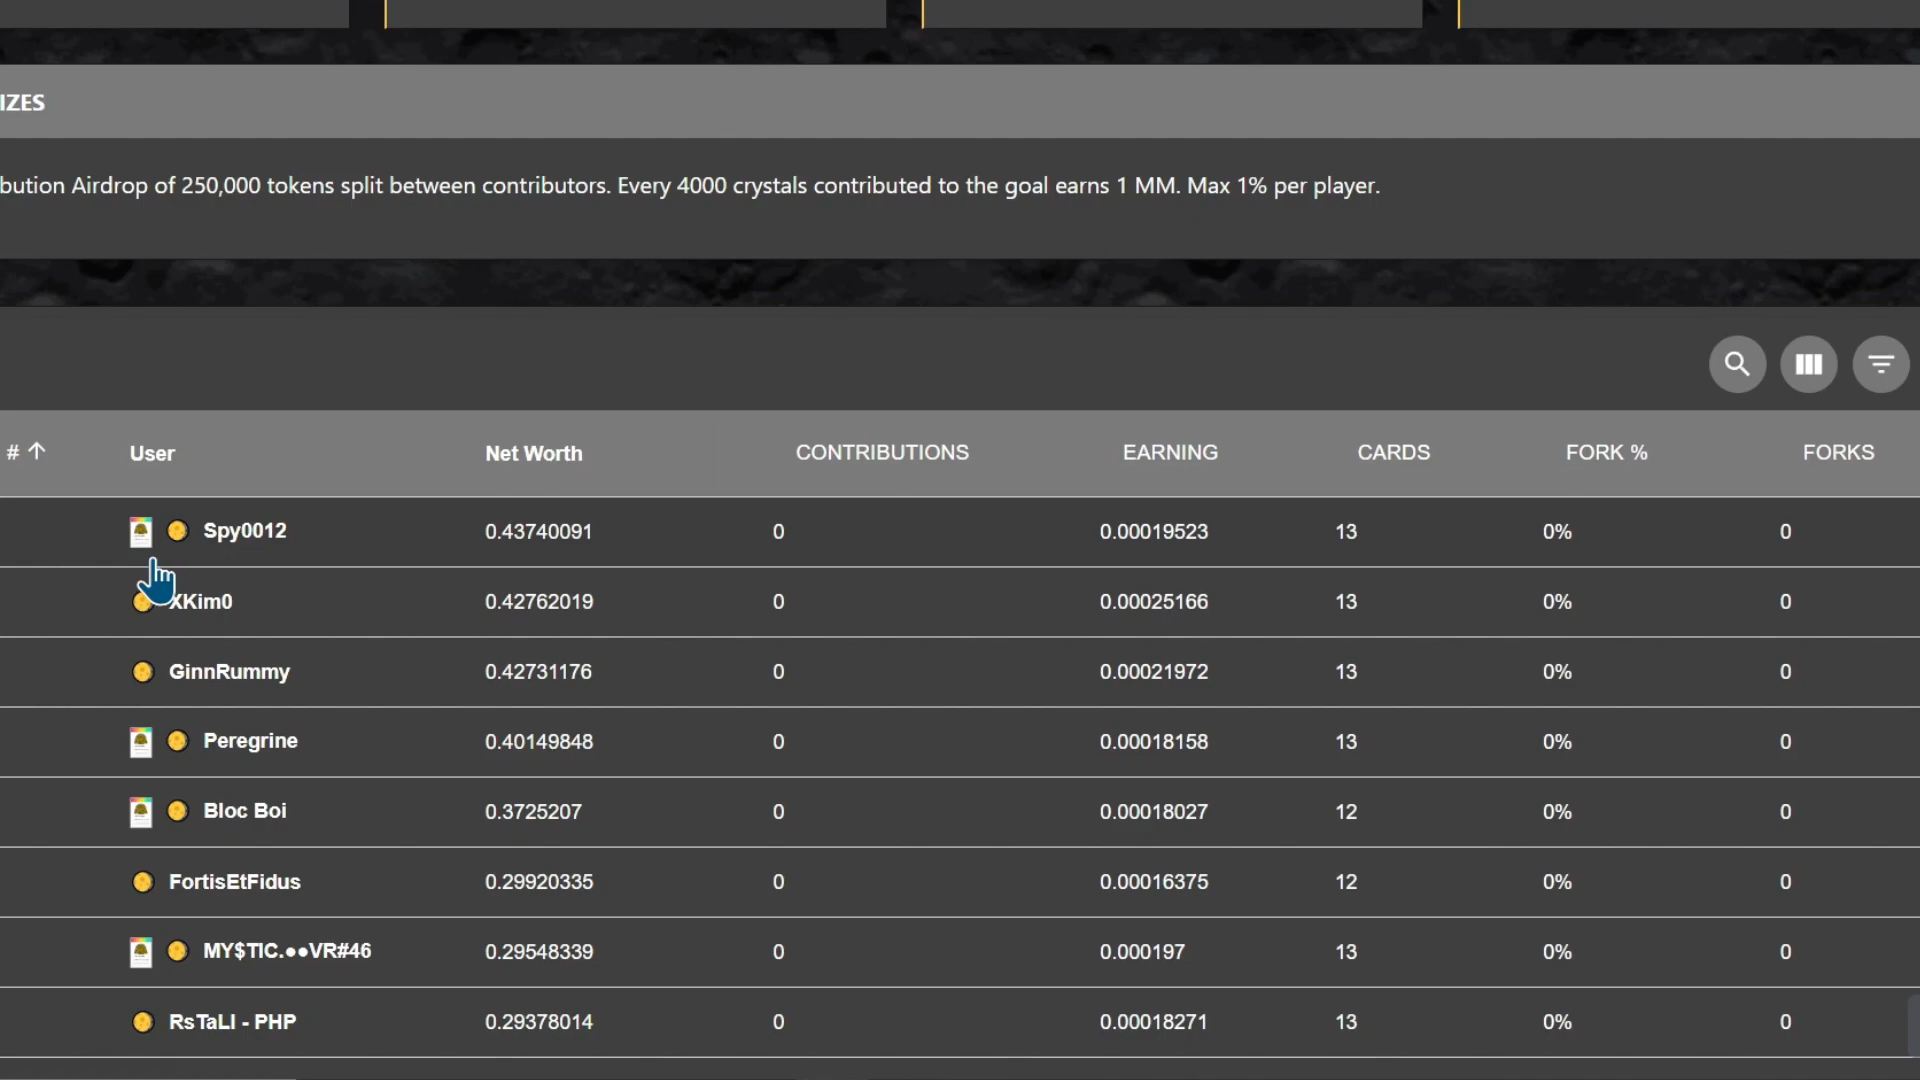 IZES
bution Airdrop of 250,000 tokens split between contributors. Every 4000 crystals contributed to the goal earns 1 MM. Max 1% per player.
# User Net Worth CONTRIBUTIONS EARNING CARDS FORK % FORKS
Spy0012 0.43740091 0 0.00019523 13 0% 0
XKim0 0.42762019 0 0.00025166 13 0% 0
GinnRummy 0.42731176 0 0.00021972 13 0% 0
Peregrine 0.40149848 0 0.00018158 13 0% 0
Bloc Boi 0.3725207 0 0.00018027 12 0% 0
FortisEtFidus 0.29920335 0 0.00016375 12 0% 0
MY$TIC.●●VR#46 0.29548339 0 0.000197 13 0% 0
RsTaLI - PHP 0.29378014 0 0.00018271 13 0% 0